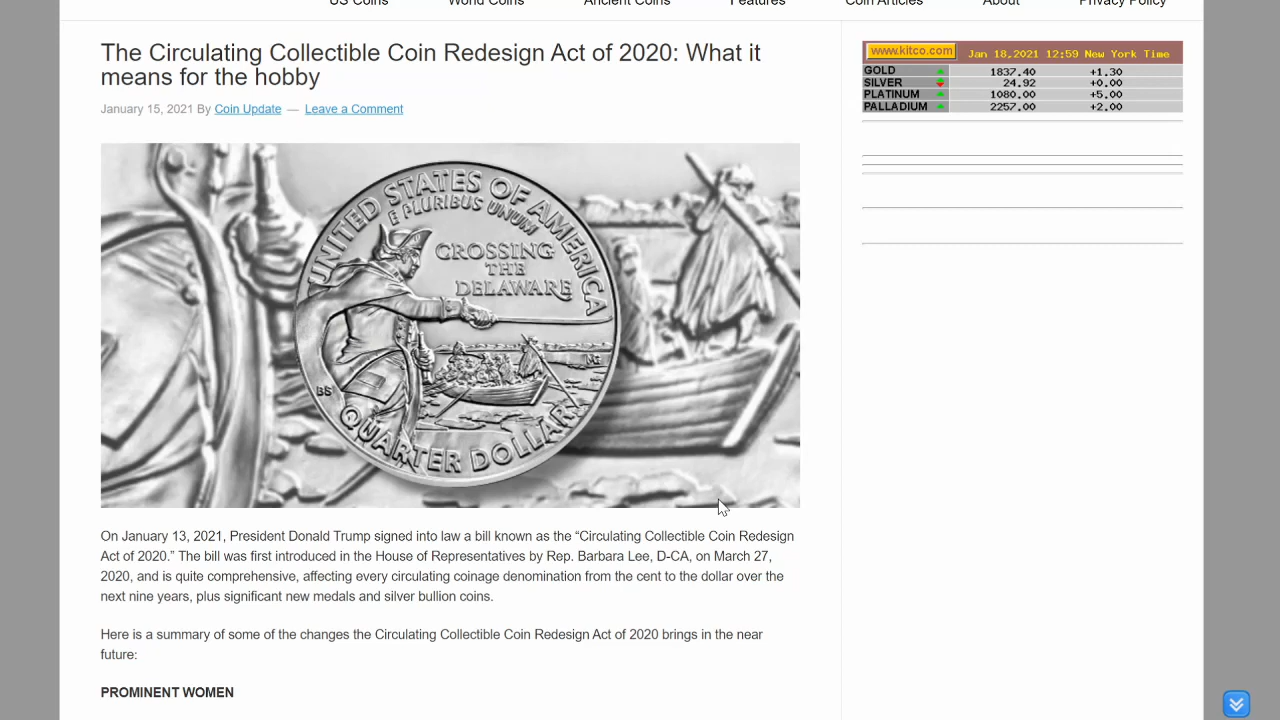 US Coins World Coins Ancient Coins Features Coin Articles About Privacy Policy
The Circulating Collectible Coin Redesign Act of 2020: What it
means for the hobby
January 15, 2021 By Coin Update — Leave a Comment
UNITED STATES OF AMERICA
E PLURIBUS UNUM
CROSSING
THE
DELAWARE
BS
MG
QUARTER DOLLAR
On January 13, 2021, President Donald Trump signed into law a bill known as the “Circulating Collectible Coin Redesign
Act of 2020.” The bill was first introduced in the House of Representatives by Rep. Barbara Lee, D-CA, on March 27,
2020, and is quite comprehensive, affecting every circulating coinage denomination from the cent to the dollar over the
next nine years, plus significant new medals and silver bullion coins.
Here is a summary of some of the changes the Circulating Collectible Coin Redesign Act of 2020 brings in the near
future:
PROMINENT WOMEN
www.kitco.com Jan 18,2021 12:59 New York Time
GOLD 1837.40 +1.30
SILVER 24.92 +0.00
PLATINUM 1080.00 +5.00
PALLADIUM 2257.00 +2.00